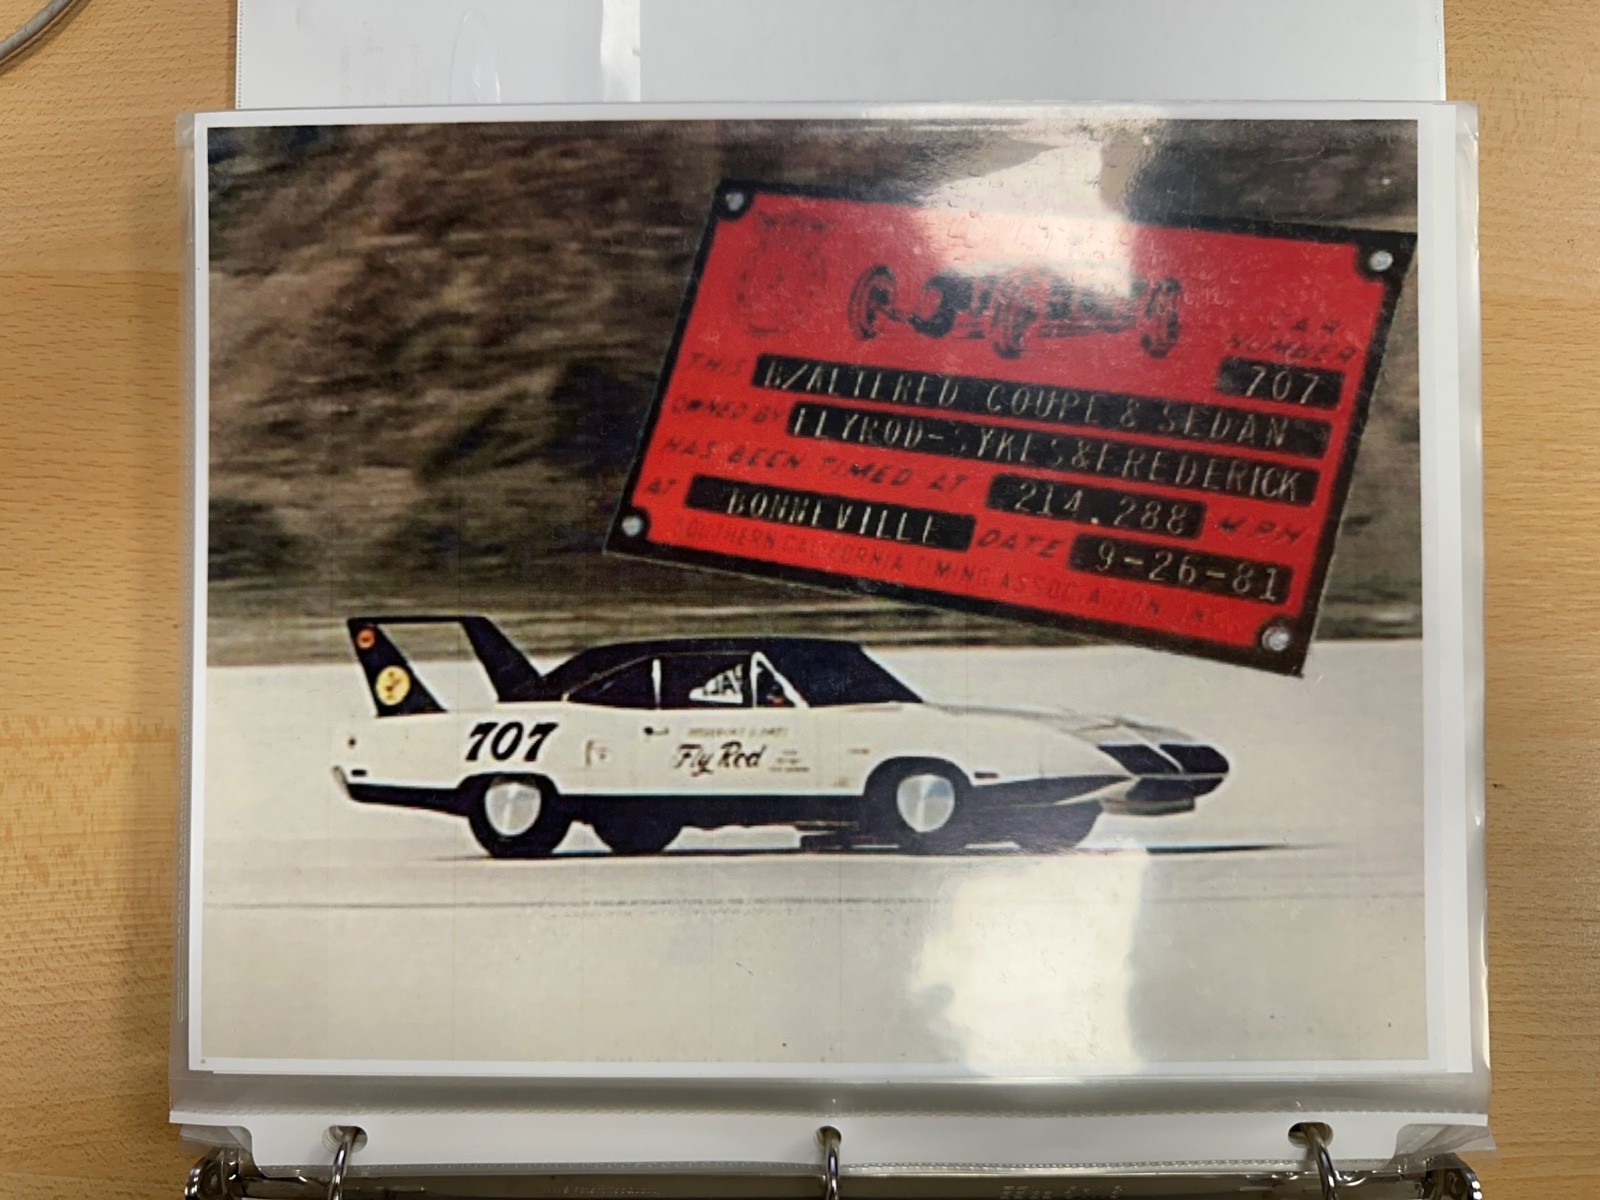 CAR
NUMBER
707
THIS B/ALTERED COUPE & SEDAN
OWNED BY FLYROD-SYKES&FREDERICK
HAS BEEN TIMED AT 214.288 M.P.H
AT BONNEVILLE DATE 9-26-81
SOUTHERN CALIFORNIA TIMING ASSOCIATION, INC.
707
Fly Rod